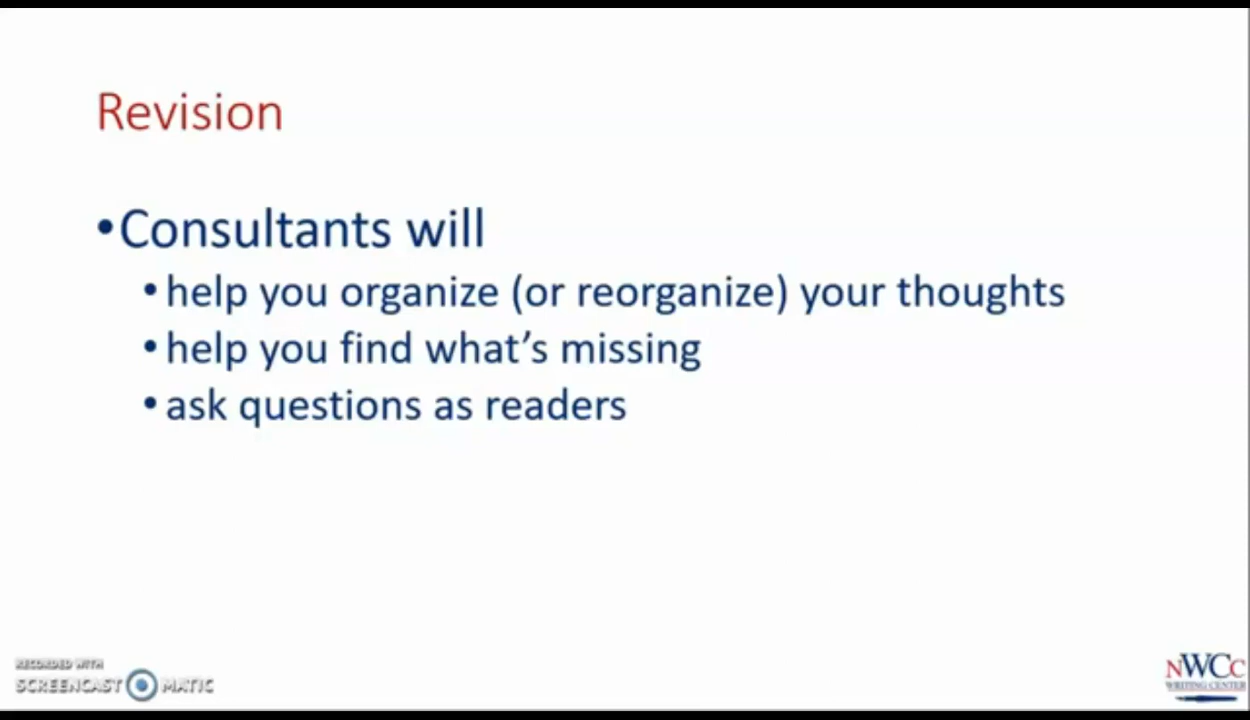 Revision
•Consultants will
•help you organize (or reorganize) your thoughts
•help you find what's missing
•ask questions as readers
RECORDED WITH
SCREENCAST MATIC
NWCC
WRITING CENTER